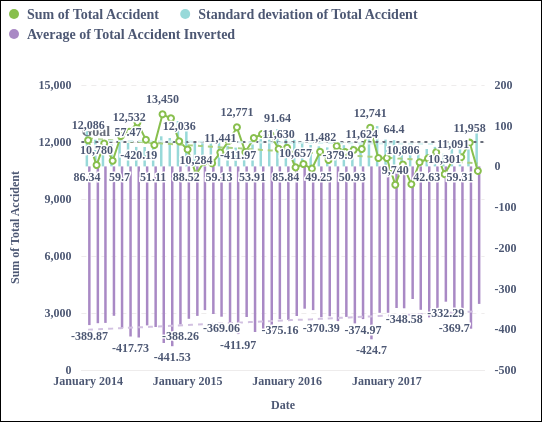 Sum of Total Accident Standard deviation of Total Accident
Average of Total Accident Inverted
15,000 200
13,450
12,086 12,532 12,771 91.64 12,741 11,958
57.47 12,036 11,441 11,630 11,482 11,624 64.4 100
12,000
10,780 -420.19 10,284 -411.97 10,657 -379.9 10,806 11,091
9,740 10,301 0
86.34 59.7 51.11 88.52 59.13 53.91 85.84 49.25 50.93 42.63 59.31
9,000 -100
Sum of Total Accident
6,000 -200
-300
3,000
-389.87 -388.26 -369.06 -375.16 -370.39 -374.97 -348.58 -332.29 -369.7 -400
-417.73 -441.53 -411.97 -424.7
0 -500
January 2014 January 2015 January 2016 January 2017
Date